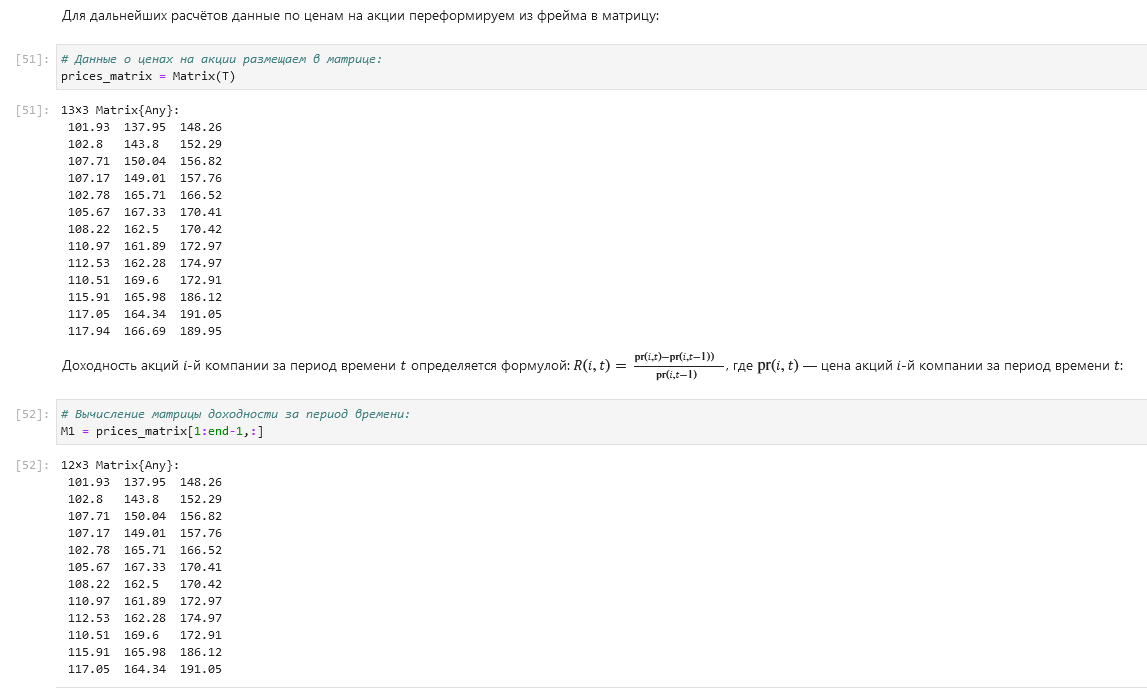 Для дальнейших расчётов данные по ценам на акции переформируем из фрейма в матрицу:
[51]: # Данные о ценах на акции размещаем в матрице:
prices_matrix = Matrix(T)
[51]: 13×3 Matrix{Any}:
101.93 137.95 148.26
102.8 143.8 152.29
107.71 150.04 156.82
107.17 149.01 157.76
102.78 165.71 166.52
105.67 167.33 170.41
108.22 162.5 170.42
110.97 161.89 172.97
112.53 162.28 174.97
110.51 169.6 172.91
115.91 165.98 186.12
117.05 164.34 191.05
117.94 166.69 189.95
Доходность акций i-й компании за период времени t определяется формулой: R(i, t) = pr(i,t)−pr(i,t−1)) / pr(i,t−1), где pr(i, t) — цена акций i-й компании за период времени t:
[52]: # Вычисление матрицы доходности за период времени:
M1 = prices_matrix[1:end-1,:]
[52]: 12×3 Matrix{Any}:
101.93 137.95 148.26
102.8 143.8 152.29
107.71 150.04 156.82
107.17 149.01 157.76
102.78 165.71 166.52
105.67 167.33 170.41
108.22 162.5 170.42
110.97 161.89 172.97
112.53 162.28 174.97
110.51 169.6 172.91
115.91 165.98 186.12
117.05 164.34 191.05